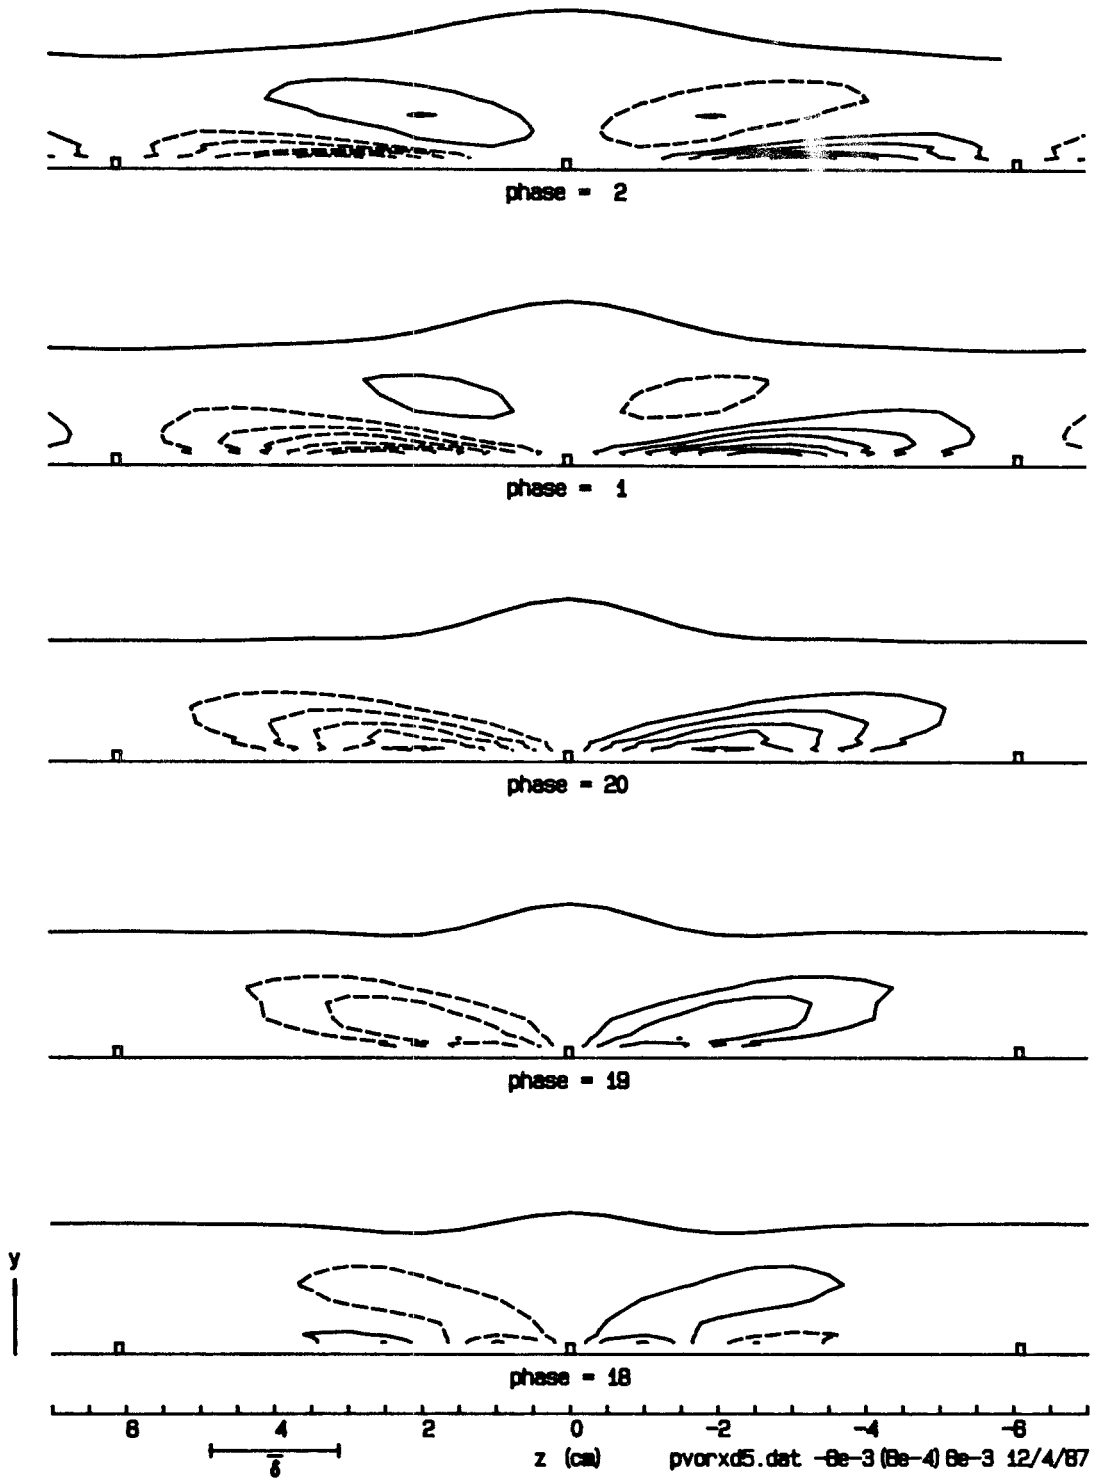 phase = 2
phase = 1
phase = 20
phase = 19
y
phase = 18
6 4 2 0 -2 -4 -6
δ
z (cm) pvorxd5.dat -8e-3 (8e-4) 8e-3 12/4/87